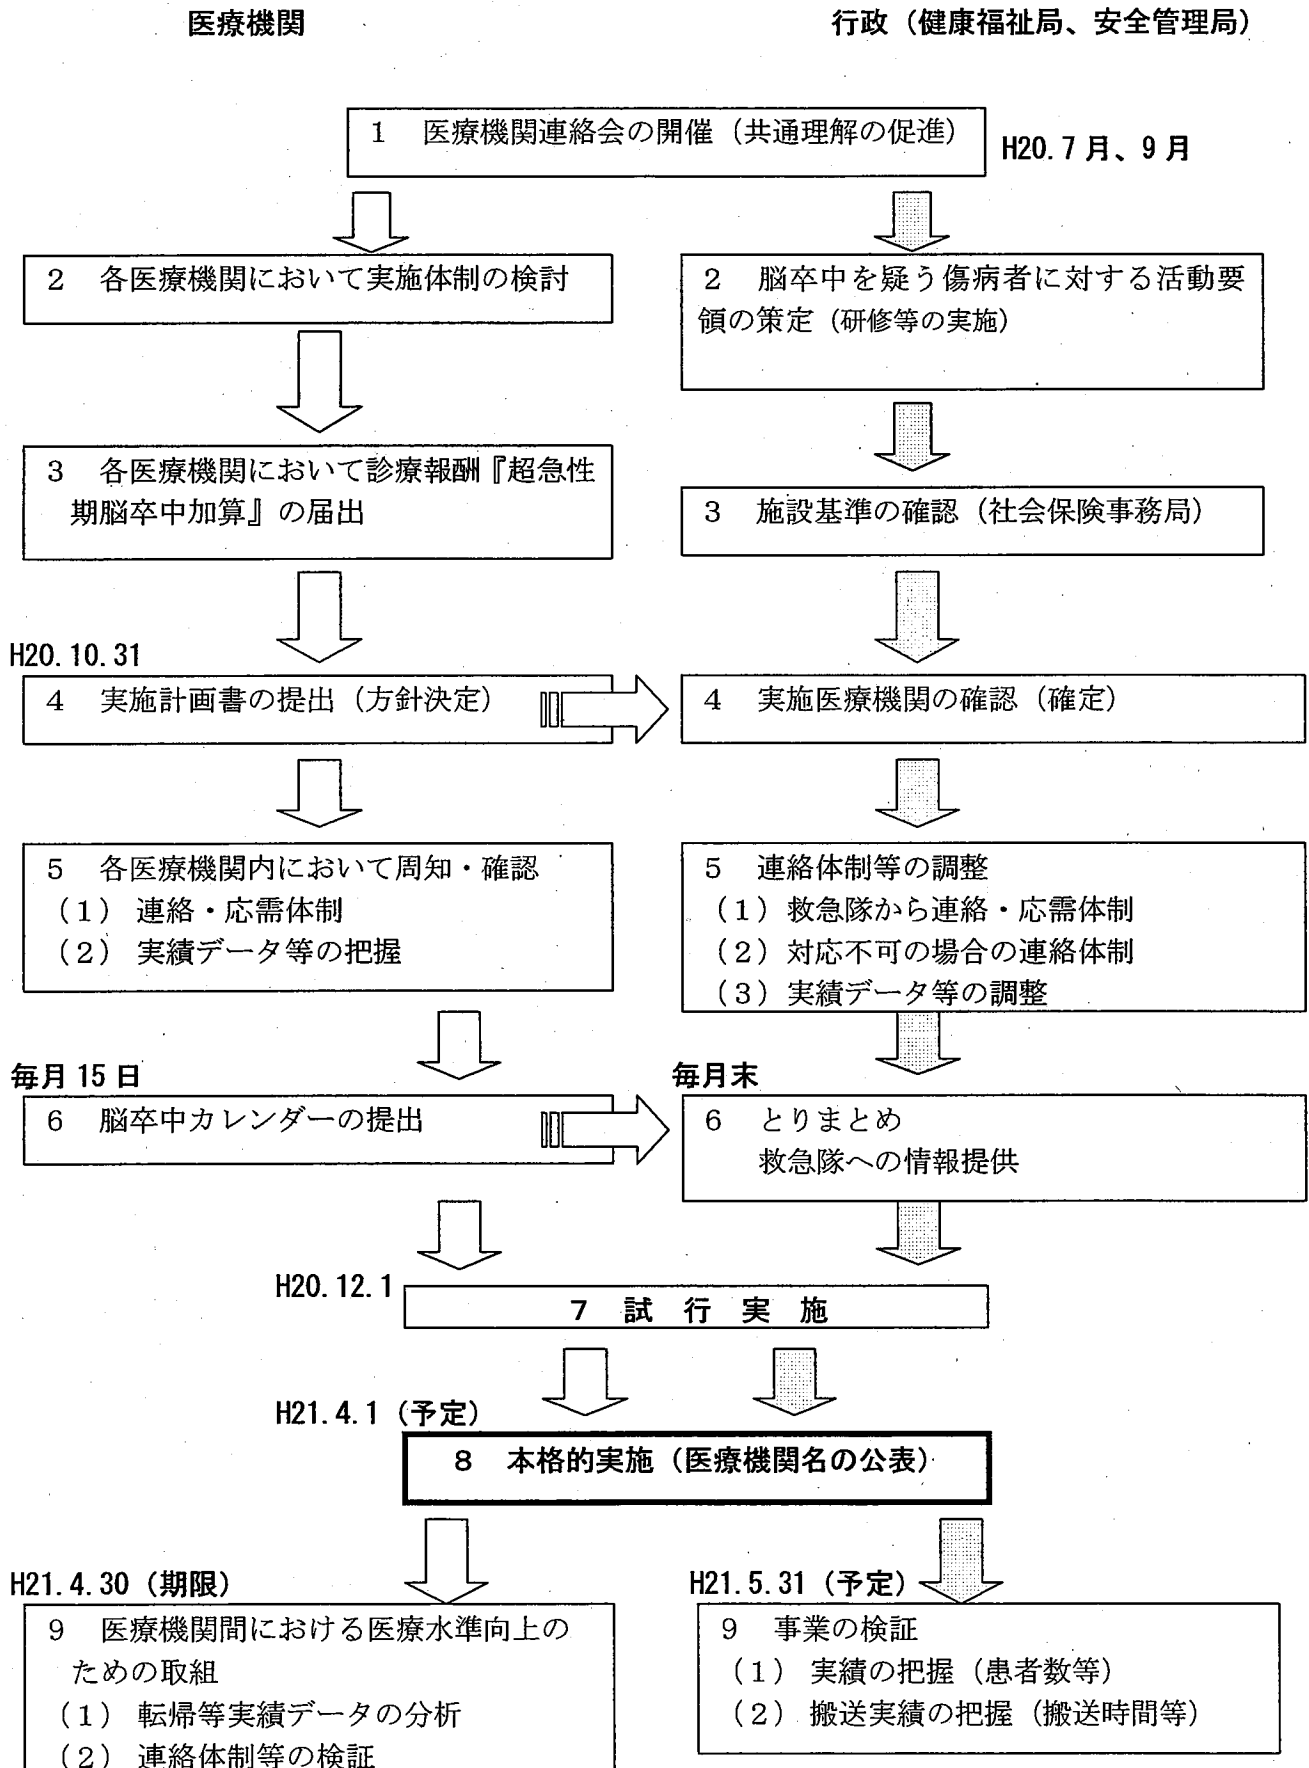 医療機関
行政（健康福祉局、安全管理局）
1　医療機関連絡会の開催（共通理解の促進）
H20.7月、9月
2　各医療機関において実施体制の検討
2　脳卒中を疑う傷病者に対する活動要
領の策定（研修等の実施）
3　各医療機関において診療報酬『超急性
期脳卒中加算』の届出
3　施設基準の確認（社会保険事務局）
H20.10.31
4　実施計画書の提出（方針決定）
4　実施医療機関の確認（確定）
5　各医療機関内において周知・確認
（1）連絡・応需体制
（2）実績データ等の把握
5　連絡体制等の調整
（1）救急隊から連絡・応需体制
（2）対応不可の場合の連絡体制
（3）実績データ等の調整
毎月15日
6　脳卒中カレンダーの提出
毎月末
6　とりまとめ
救急隊への情報提供
H20.12.1
7　試　行　実　施
H21.4.1（予定）
8　本格的実施（医療機関名の公表）
H21.4.30（期限）
9　医療機関間における医療水準向上の
ための取組
（1）転帰等実績データの分析
（2）連絡体制等の検証
H21.5.31（予定）
9　事業の検証
（1）実績の把握（患者数等）
（2）搬送実績の把握（搬送時間等）